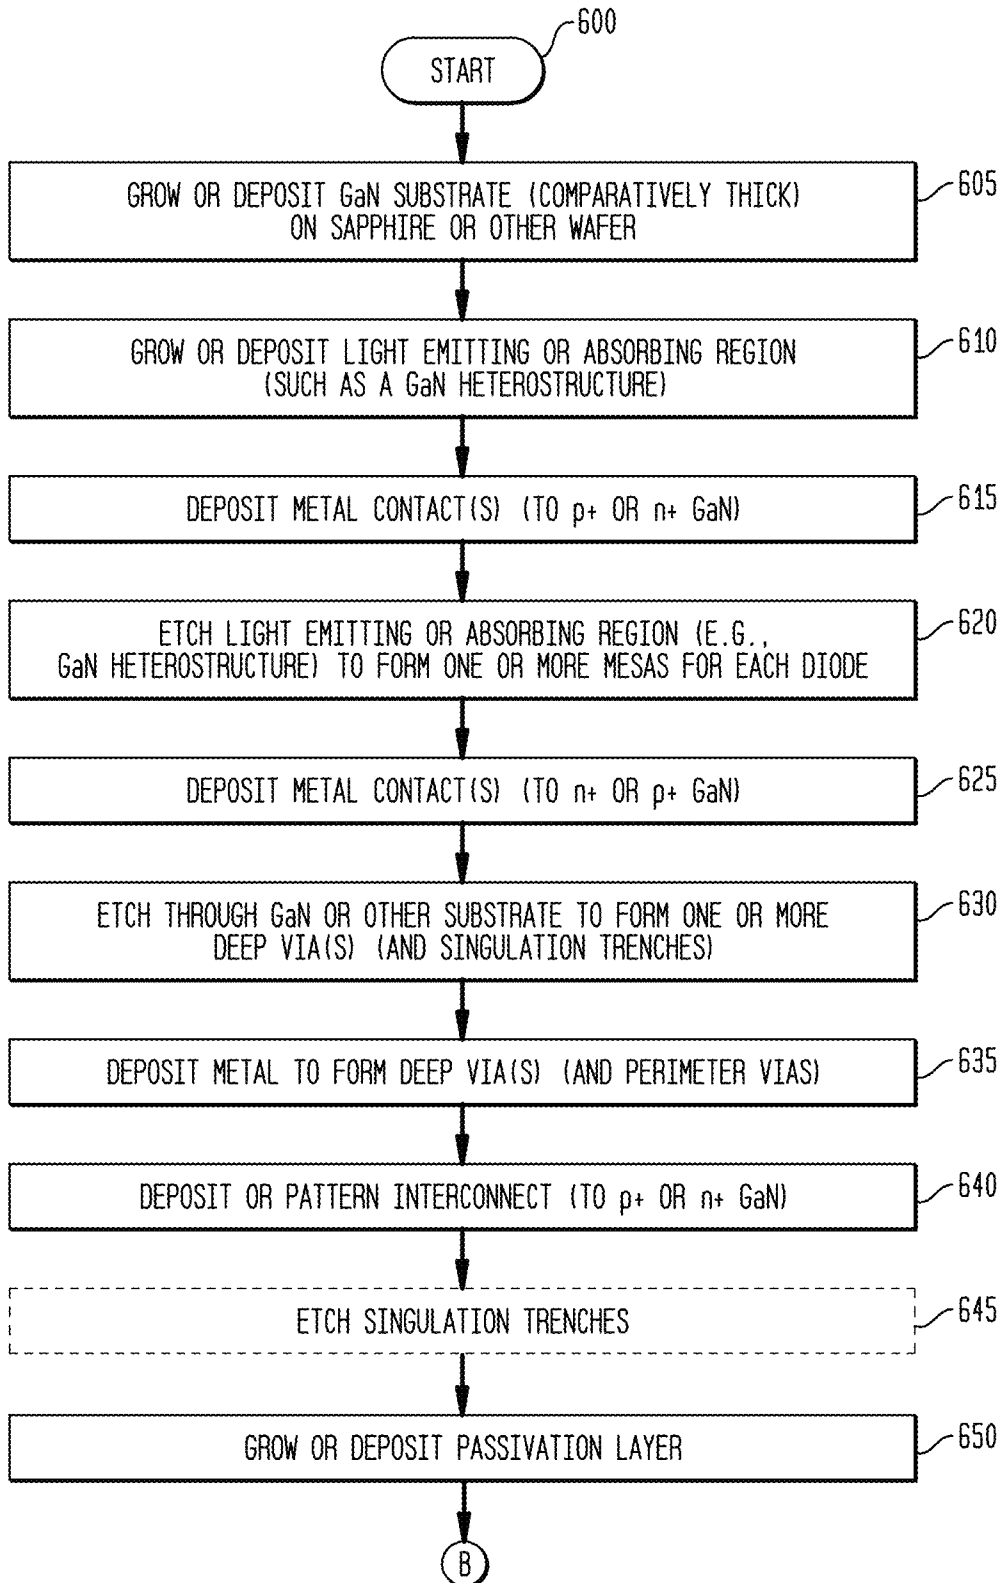 600
START
605
GROW OR DEPOSIT GaN SUBSTRATE (COMPARATIVELY THICK)
ON SAPPHIRE OR OTHER WAFER
610
GROW OR DEPOSIT LIGHT EMITTING OR ABSORBING REGION
(SUCH AS A GaN HETEROSTRUCTURE)
615
DEPOSIT METAL CONTACT(S) (TO p+ OR n+ GaN)
620
ETCH LIGHT EMITTING OR ABSORBING REGION (E.G.,
GaN HETEROSTRUCTURE) TO FORM ONE OR MORE MESAS FOR EACH DIODE
625
DEPOSIT METAL CONTACT(S) (TO n+ OR p+ GaN)
630
ETCH THROUGH GaN OR OTHER SUBSTRATE TO FORM ONE OR MORE
DEEP VIA(S) (AND SINGULATION TRENCHES)
635
DEPOSIT METAL TO FORM DEEP VIA(S) (AND PERIMETER VIAS)
640
DEPOSIT OR PATTERN INTERCONNECT (TO p+ OR n+ GaN)
645
ETCH SINGULATION TRENCHES
650
GROW OR DEPOSIT PASSIVATION LAYER
B